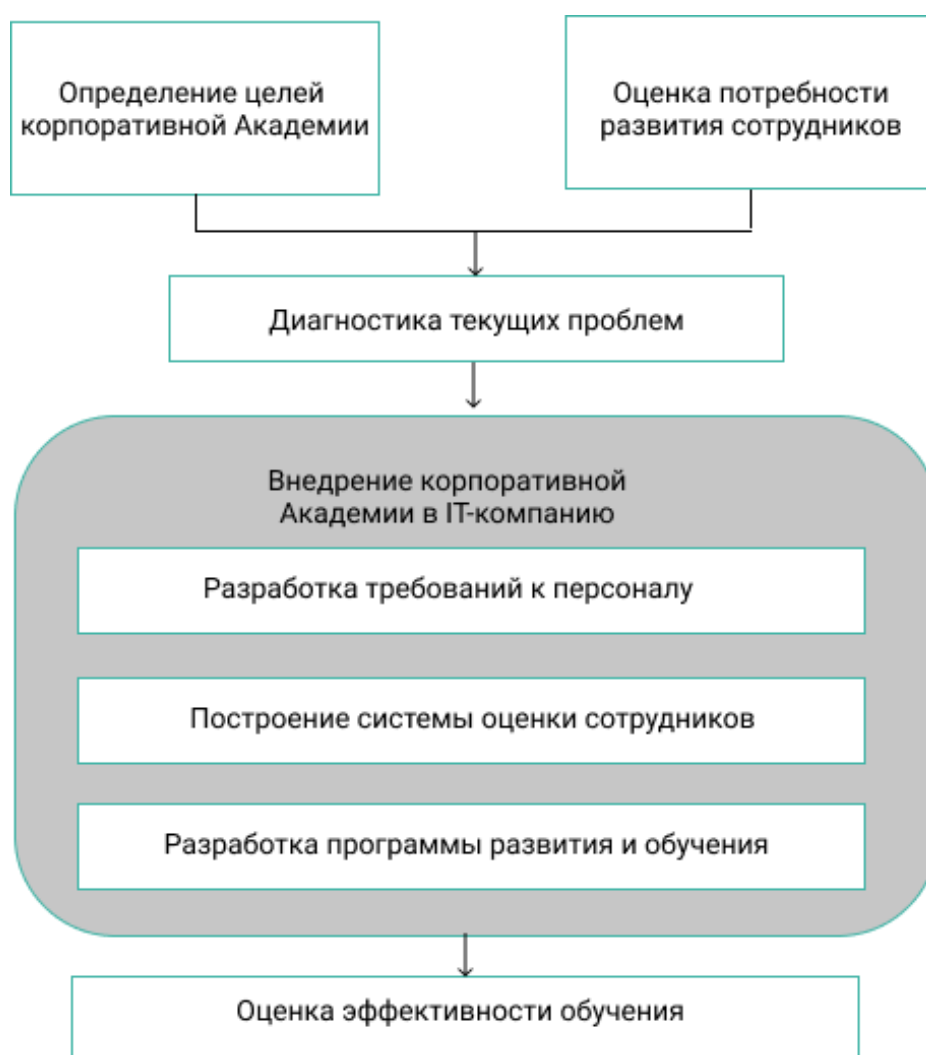 Определение целей
корпоративной Академии
Оценка потребности
развития сотрудников
Диагностика текущих проблем
Внедрение корпоративной
Академии в IT-компанию
Разработка требований к персоналу
Построение системы оценки сотрудников
Разработка программы развития и обучения
Оценка эффективности обучения